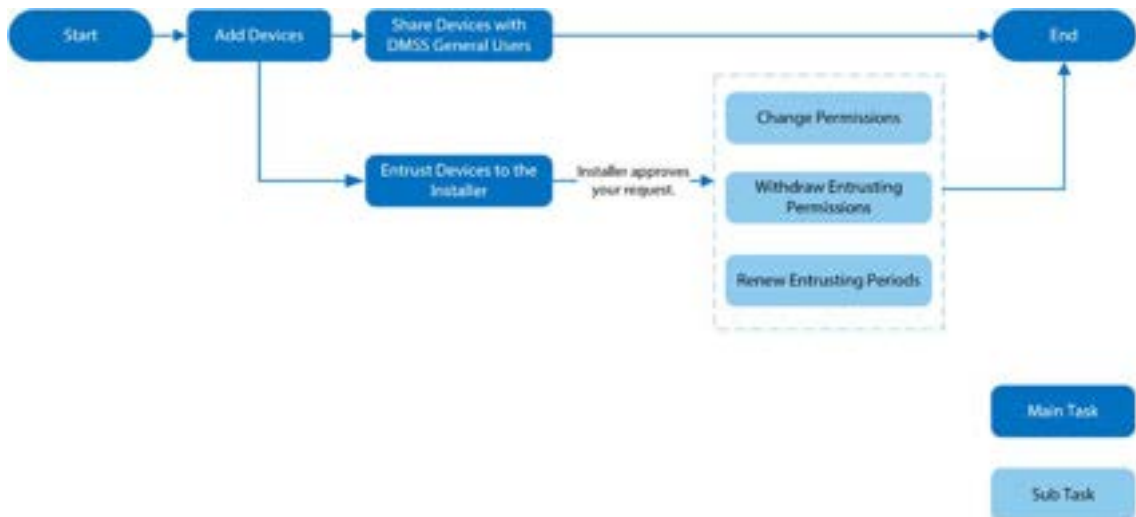 Start
Add Devices
Share Devices with
DMSS General Users
End
Change Permissions
Entrust Devices to the
Installer
Installer approves
your request.
Withdraw Entrusting
Permissions
Renew Entrusting Periods
Main Task
Sub Task